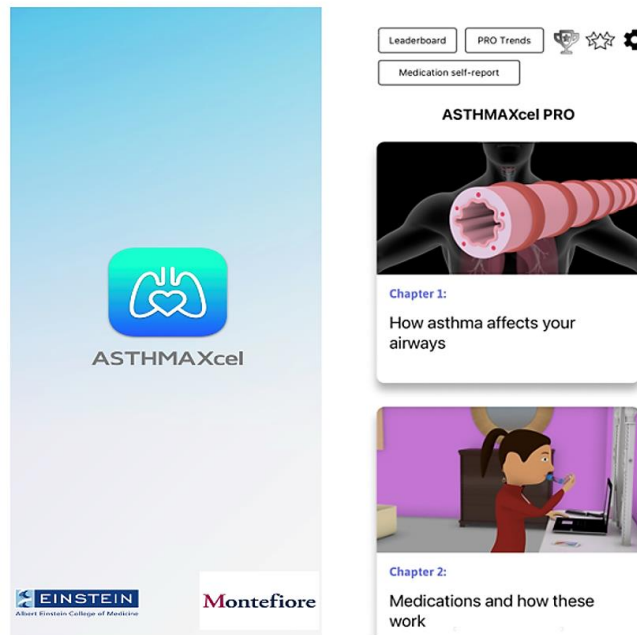 ASTHMAXcel
EINSTEIN
Albert Einstein College of Medicine
Montefiore
Leaderboard
PRO Trends
Medication self-report
ASTHMAXcel PRO
Chapter 1:
How asthma affects your
airways
Chapter 2:
Medications and how these
work